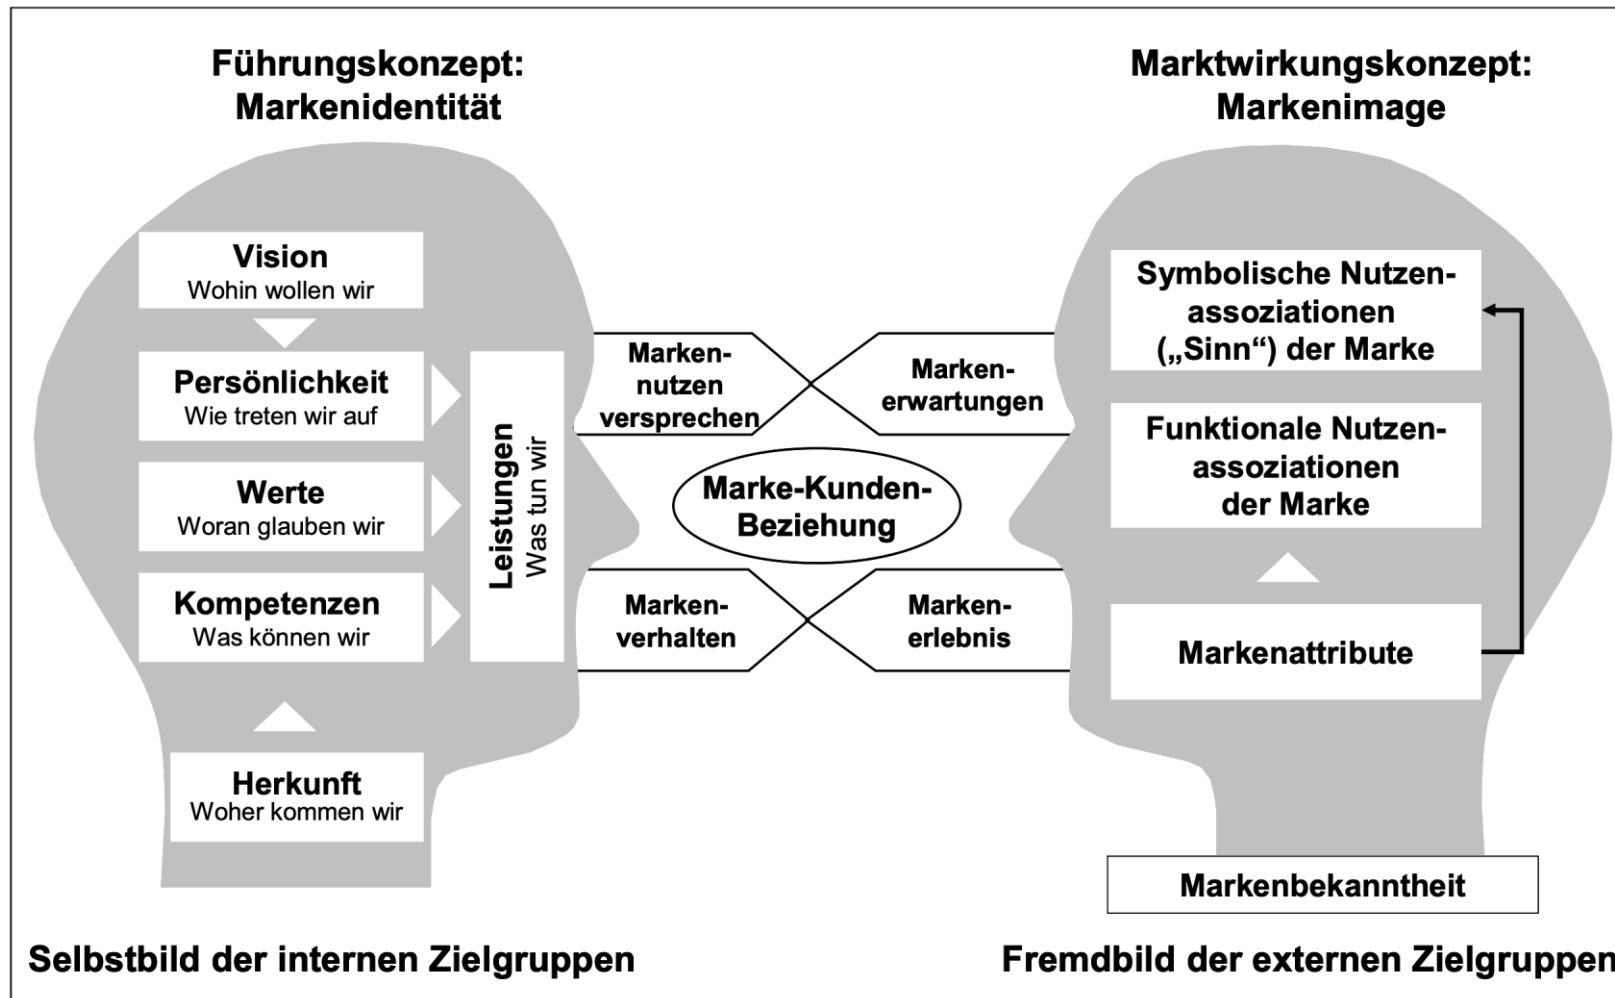 Führungskonzept:
Markenidentität
Marktwirkungskonzept:
Markenimage
Vision
Wohin wollen wir
Persönlichkeit
Wie treten wir auf
Werte
Woran glauben wir
Kompetenzen
Was können wir
Herkunft
Woher kommen wir
Leistungen
Was tun wir
Marken-
nutzen
versprechen
Marken-
erwartungen
Marke-Kunden-
Beziehung
Marken-
verhalten
Marken-
erlebnis
Symbolische Nutzen-
assoziationen
(„Sinn“) der Marke
Funktionale Nutzen-
assoziationen
der Marke
Markenattribute
Markenbekanntheit
Selbstbild der internen Zielgruppen
Fremdbild der externen Zielgruppen